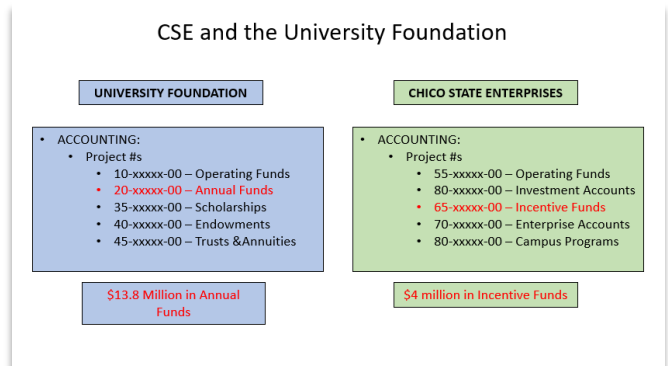 CSE and the University Foundation
UNIVERSITY FOUNDATION
• ACCOUNTING:
• Project #s
• 10-xxxxx-00 – Operating Funds
• 20-xxxxx-00 – Annual Funds
• 35-xxxxx-00 – Scholarships
• 40-xxxxx-00 – Endowments
• 45-xxxxx-00 – Trusts &Annuities
$13.8 Million in Annual
Funds
CHICO STATE ENTERPRISES
• ACCOUNTING:
• Project #s
• 55-xxxxx-00 – Operating Funds
• 80-xxxxx-00 – Investment Accounts
• 65-xxxxx-00 – Incentive Funds
• 70-xxxxx-00 – Enterprise Accounts
• 80-xxxxx-00 – Campus Programs
$4 million in Incentive Funds